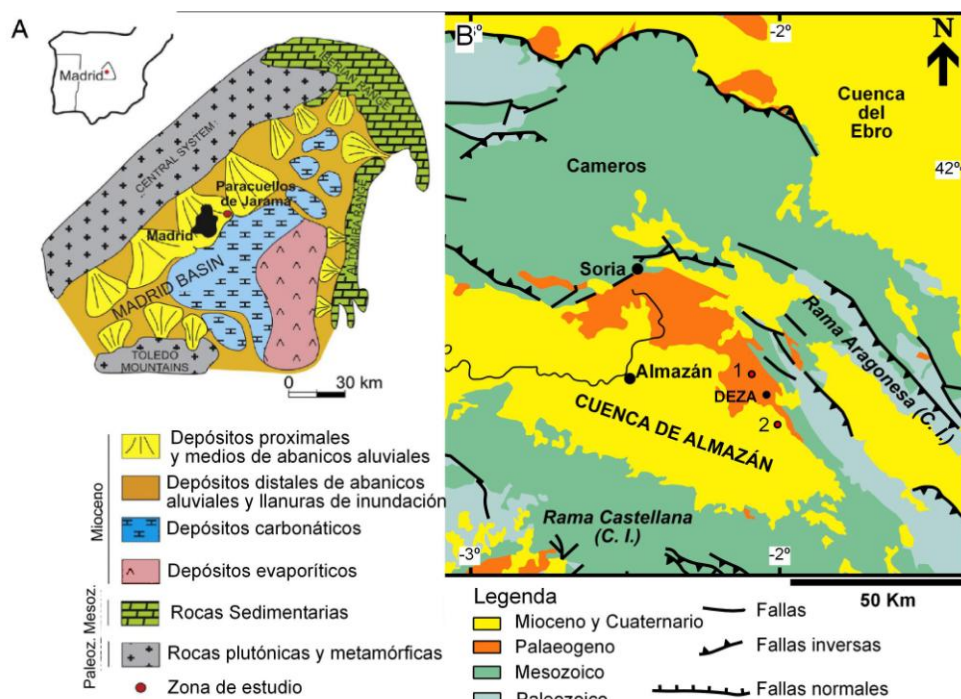 A
Madrid
IBERIAN RANGE
CENTRAL SYSTEM
Paracuellos
de Jarama
Madrid
ALTOMIRA RANGE
MADRID BASIN
TOLEDO
MOUNTAINS
0 30 km
Mioceno
Depósitos proximales
y medios de abanicos aluviales
Depósitos distales de abanicos
aluviales y llanuras de inundación
Depósitos carbonáticos
Depósitos evaporíticos
Mesoz.
Rocas Sedimentarias
Paleoz.
Rocas plutónicas y metamórficas
Zona de estudio
B
-3º
-2º
N
Cuenca
del
Ebro
42º
Cameros
Soria
Rama Aragonesa (C. I.)
Almazán
1
DEZA
2
CUENCA DE ALMAZÁN
Rama Castellana
(C. I.)
-3º
-2º
50 Km
Legenda
Mioceno y Cuaternario
Palaeogeno
Mesozoico
Paleozoico
Fallas
Fallas inversas
Fallas normales